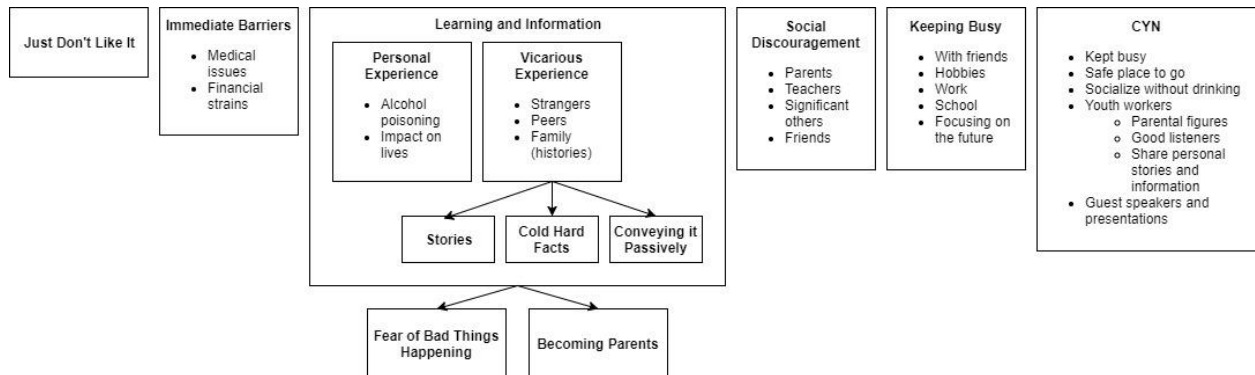 Just Don't Like It
Immediate Barriers
Medical
issues
Financial
strains
Learning and Information
Personal
Experience
Alcohol
poisoning
Impact on
lives
Vicarious
Experience
Strangers
Peers
Family
(histories)
Stories
Cold Hard
Facts
Conveying it
Passively
Fear of Bad Things
Happening
Becoming Parents
Social
Discouragement
Parents
Teachers
Significant
others
Friends
Keeping Busy
With friends
Hobbies
Work
School
Focusing on
the future
CYN
Kept busy
Safe place to go
Socialize without drinking
Youth workers
Parental figures
Good listeners
Share personal
stories and
information
Guest speakers and
presentations